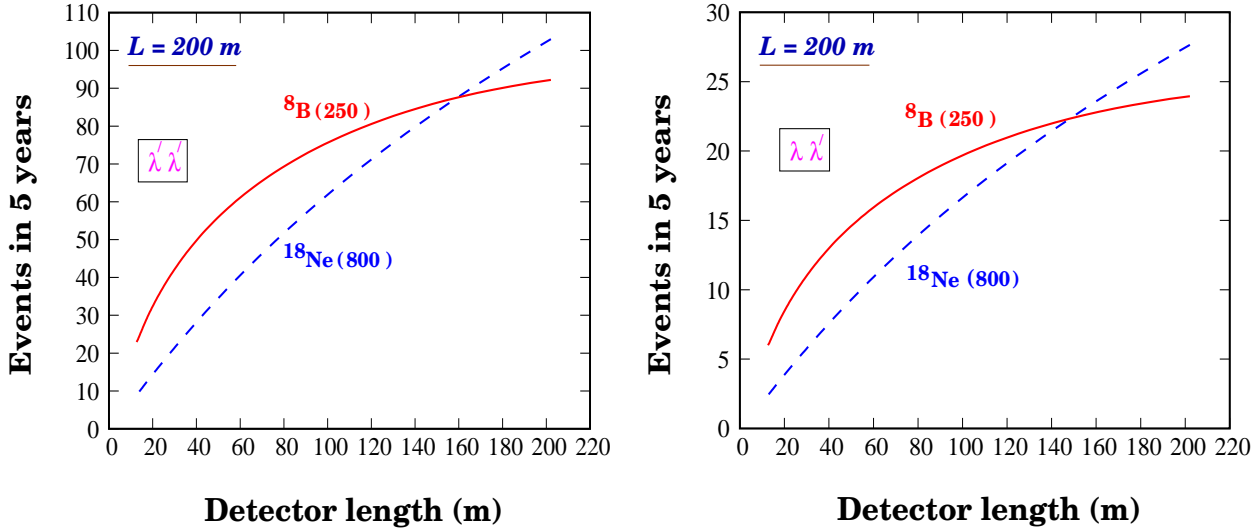 Events in 5 years
110
100
90
80
70
60
50
40
30
20
10
0
L = 200 m
λ′ λ′
⁸B (250)
¹⁸Ne (800)
0 20 40 60 80 100 120 140 160 180 200 220
Detector length (m)
Events in 5 years
30
25
20
15
10
5
0
L = 200 m
λ λ′
⁸B (250)
¹⁸Ne (800)
0 20 40 60 80 100 120 140 160 180 200 220
Detector length (m)